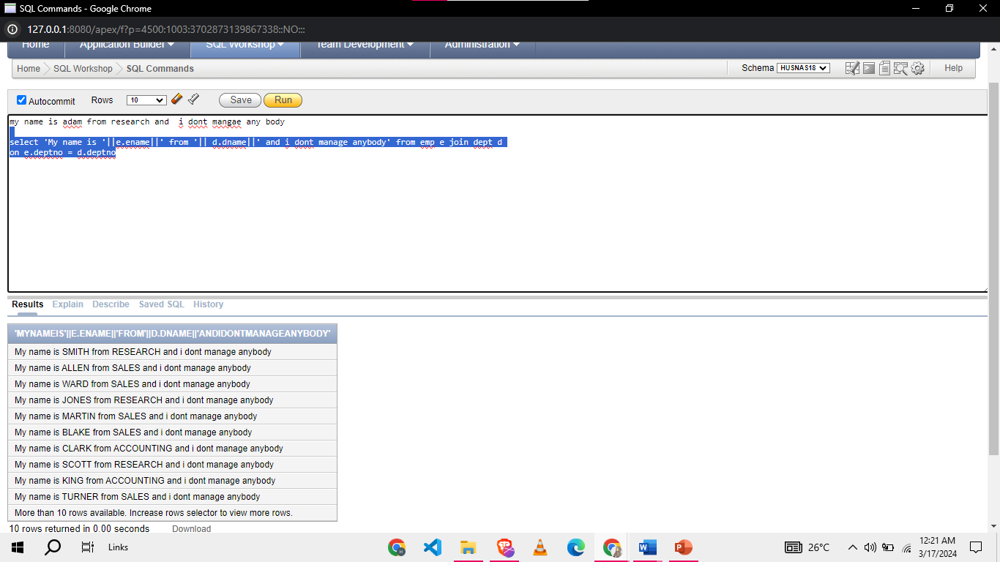 SQL Commands - Google Chrome
127.0.0.1:8080/apex/f?p=4500:1003:3702873139867338::NO:::
Home Application Builder SQL Workshop Team Development Administration
Home SQL Workshop SQL Commands Schema HUSNAS18 Help
Autocommit Rows 10 Save Run
my name is adam from research and  i dont mangae any body
select 'My name is '||e.ename||' from '|| d.dname||' and i dont manage anybody' from emp e join dept d
on e.deptno = d.deptno
Results Explain Describe Saved SQL History
'MYNAMEIS'||E.ENAME||'FROM'||D.DNAME||'ANDIDONTMANAGEANYBODY'
My name is SMITH from RESEARCH and i dont manage anybody
My name is ALLEN from SALES and i dont manage anybody
My name is WARD from SALES and i dont manage anybody
My name is JONES from RESEARCH and i dont manage anybody
My name is MARTIN from SALES and i dont manage anybody
My name is BLAKE from SALES and i dont manage anybody
My name is CLARK from ACCOUNTING and i dont manage anybody
My name is SCOTT from RESEARCH and i dont manage anybody
My name is KING from ACCOUNTING and i dont manage anybody
My name is TURNER from SALES and i dont manage anybody
More than 10 rows available. Increase rows selector to view more rows.
10 rows returned in 0.00 seconds Download
Links 26°C 12:21 AM
3/17/2024